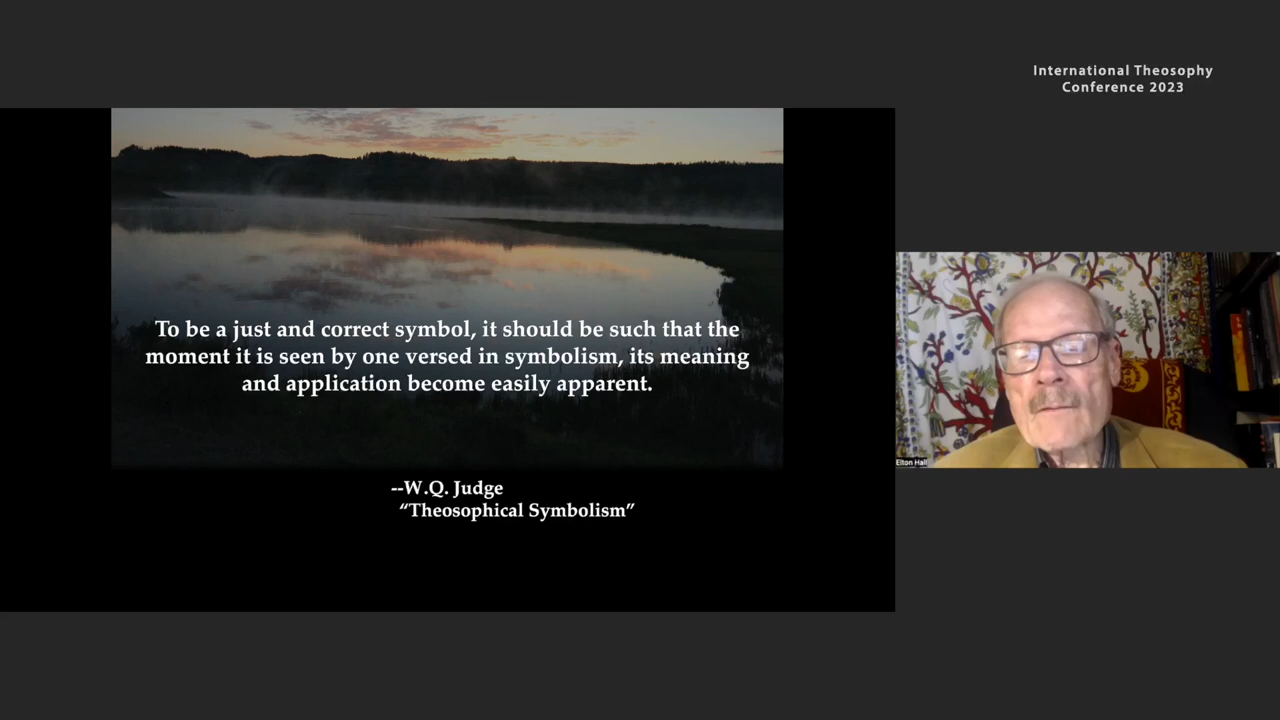 International Theosophy
Conference 2023
To be a just and correct symbol, it should be such that the
moment it is seen by one versed in symbolism, its meaning
and application become easily apparent.
--W.Q. Judge
“Theosophical Symbolism”
Elton Hall